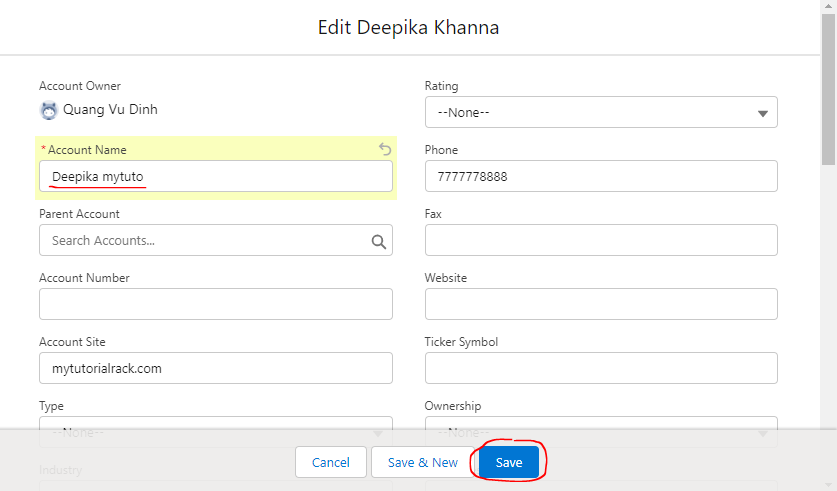 Edit Deepika Khanna
Account Owner
Quang Vu Dinh
Rating
--None--
*Account Name
Deepika mytuto
Phone
7777778888
Parent Account
Search Accounts...
Fax
Account Number
Website
Account Site
mytutorialrack.com
Ticker Symbol
Type
--None--
Ownership
--None--
Industry
Cancel
Save & New
Save